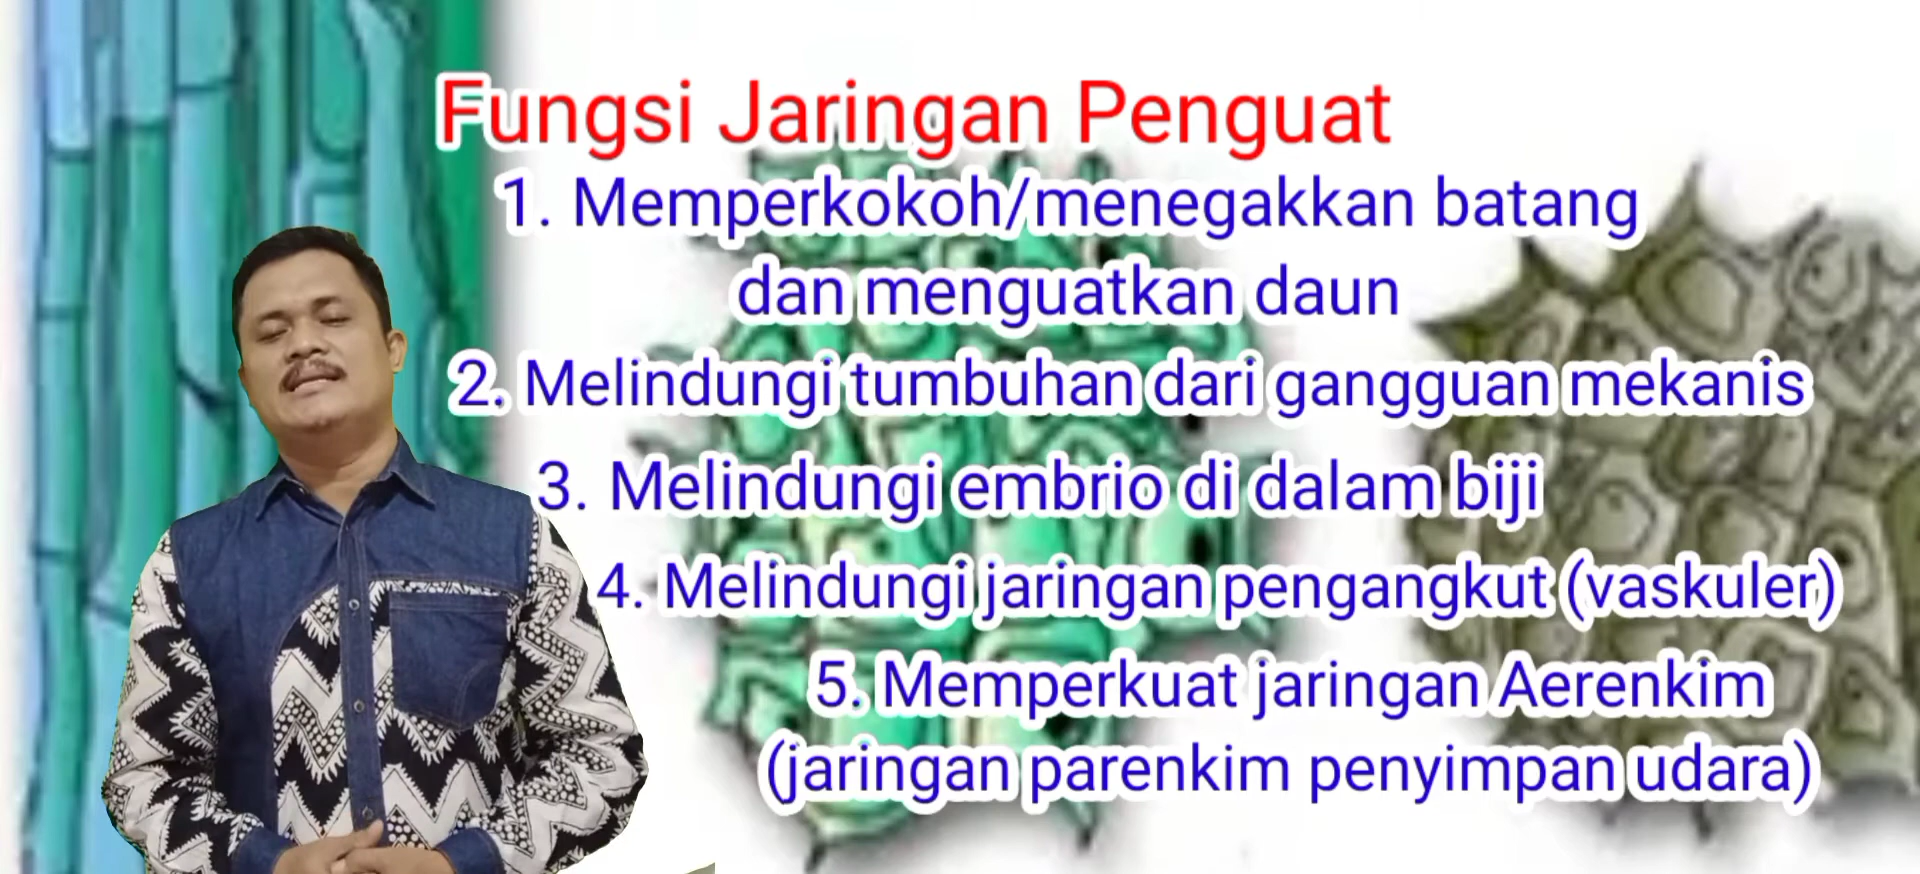 Fungsi Jaringan Penguat
1. Memperkokoh/menegakkan batang
dan menguatkan daun
2. Melindungi tumbuhan dari gangguan mekanis
3. Melindungi embrio di dalam biji
4. Melindungi jaringan pengangkut (vaskuler)
5. Memperkuat jaringan Aerenkim
(jaringan parenkim penyimpan udara)